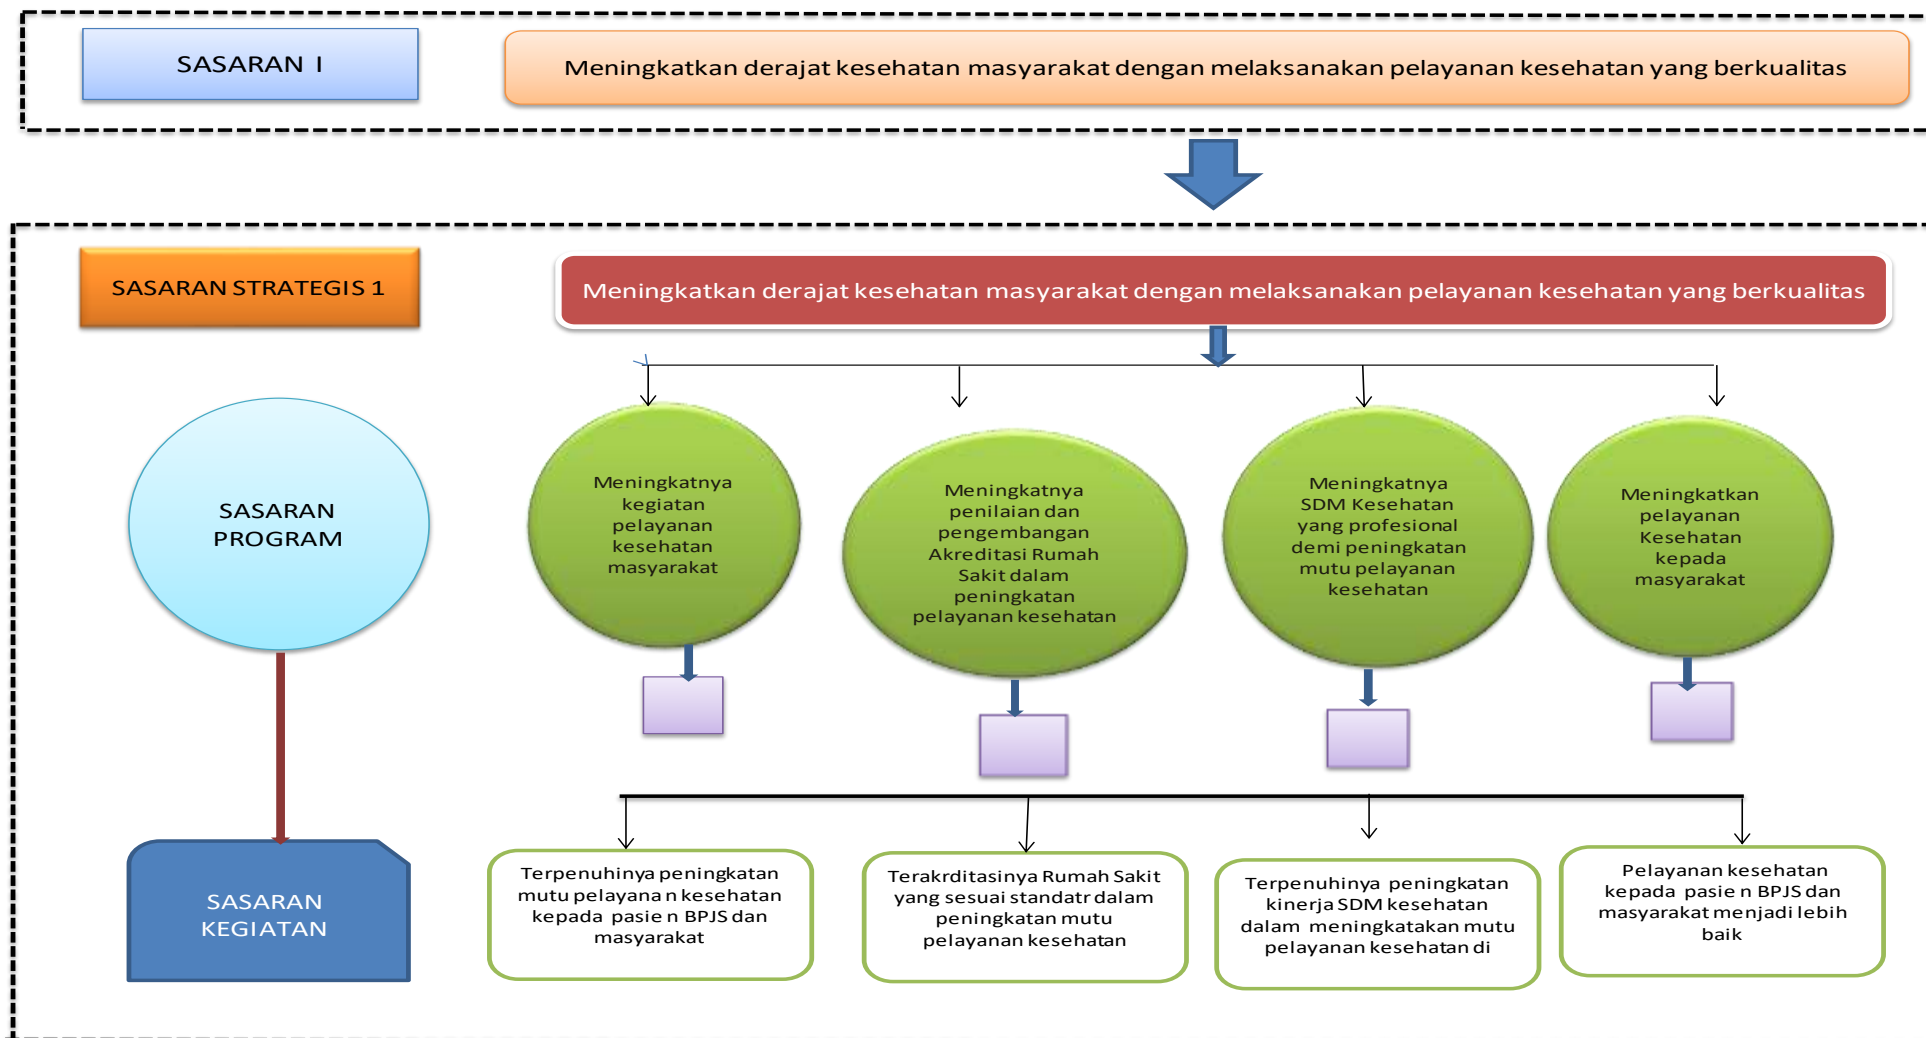 SASARAN I
Meningkatkan derajat kesehatan masyarakat dengan melaksanakan pelayanan kesehatan yang berkualitas
SASARAN STRATEGIS 1
Meningkatkan derajat kesehatan masyarakat dengan melaksanakan pelayanan kesehatan yang berkualitas
SASARAN
PROGRAM
Meningkatnya
kegiatan
pelayanan
kesehatan
masyarakat
Meningkatnya
penilaian dan
pengembangan
Akreditasi Rumah
Sakit dalam
peningkatan
pelayanan kesehatan
Meningkatnya
SDM Kesehatan
yang profesional
demi peningkatan
mutu pelayanan
kesehatan
Meningkatkan
pelayanan
Kesehatan
kepada
masyarakat
SASARAN
KEGIATAN
Terpenuhinya peningkatan
mutu pelayana n kesehatan
kepada pasie n BPJS dan
masyarakat
Terakrditasinya Rumah Sakit
yang sesuai standatr dalam
peningkatan mutu
pelayanan kesehatan
Terpenuhinya peningkatan
kinerja SDM kesehatan
dalam meningkatakan mutu
pelayanan kesehatan di
Pelayanan kesehatan
kepada pasie n BPJS dan
masyarakat menjadi lebih
baik